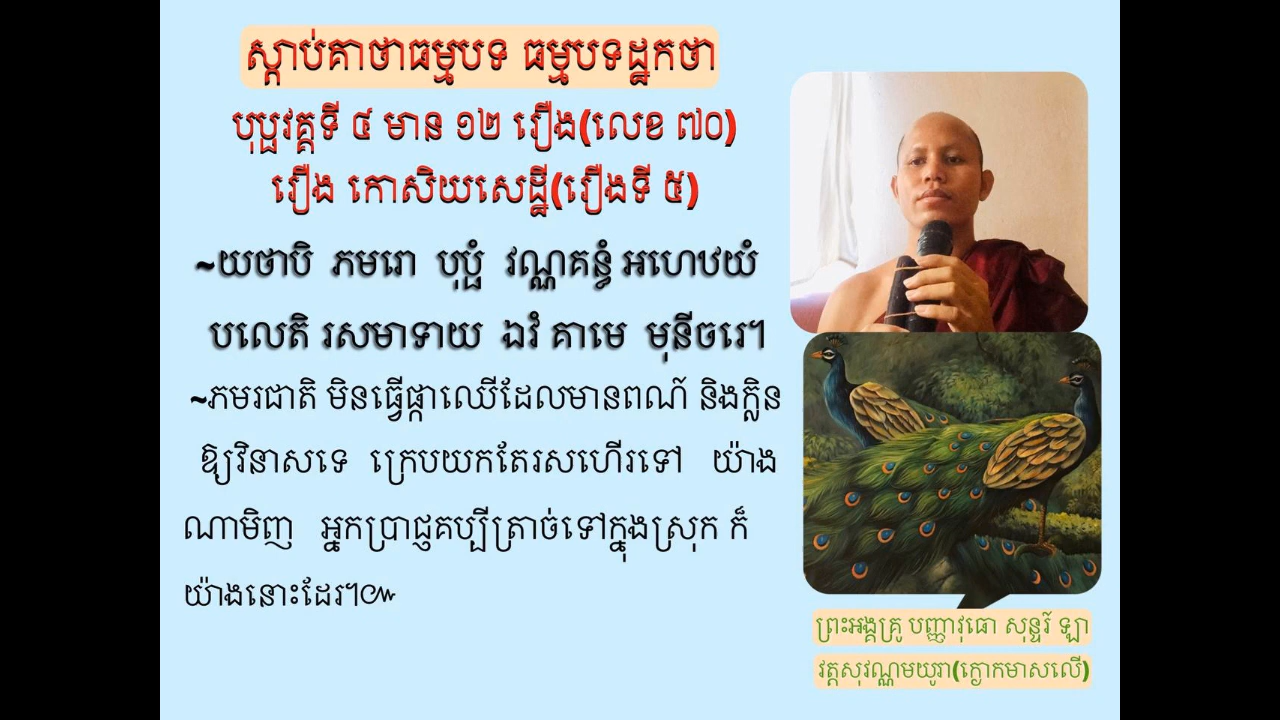 ស្តាប់គាថាធម្មបទ ធម្មបទដ្ឋកថា
បុប្ផវគ្គទី ៤ មាន ១២ រឿង(លេខ ៧០)
រឿង កោសិយសេដ្ឋី(រឿងទី ៥)
~យថាបិ ភមរោ បុប្ផំ វណ្ណគន្ធំ អហេឋយំ
បលេតិ រសមាទាយ ឯវំ គាមេ មុនីចរេ។
~ភមរជាតិ មិនធ្វើផ្កាឈើដែលមានពណ៌ និងក្លិន
ឱ្យវិនាសទេ ក្រេបយកតែរសហើរទៅ យ៉ាង
ណាមិញ អ្នកប្រាជ្ញគប្បីត្រាច់ទៅក្នុងស្រុក ក៏
យ៉ាងនោះដែរ។៚
ព្រះអង្គគ្រូ បញ្ញាវុធោ សុន្ទរ៍ ឡា
វត្តសុវណ្ណមយូរា(ក្ងោកមាសលើ)